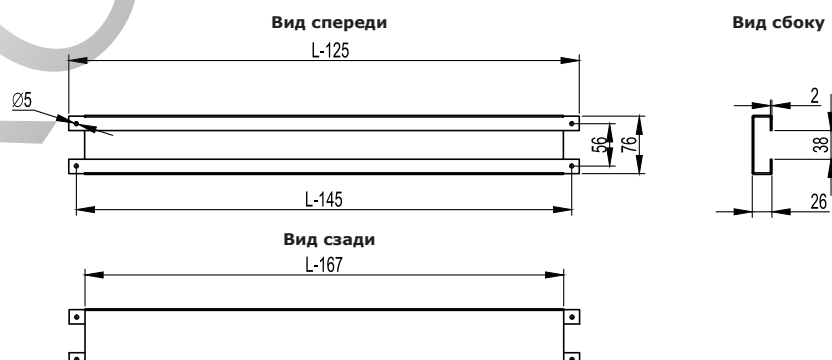 Вид спереди
Вид сбоку
L-125
Ø5
56
76
L-145
2
38
26
Вид сзади
L-167